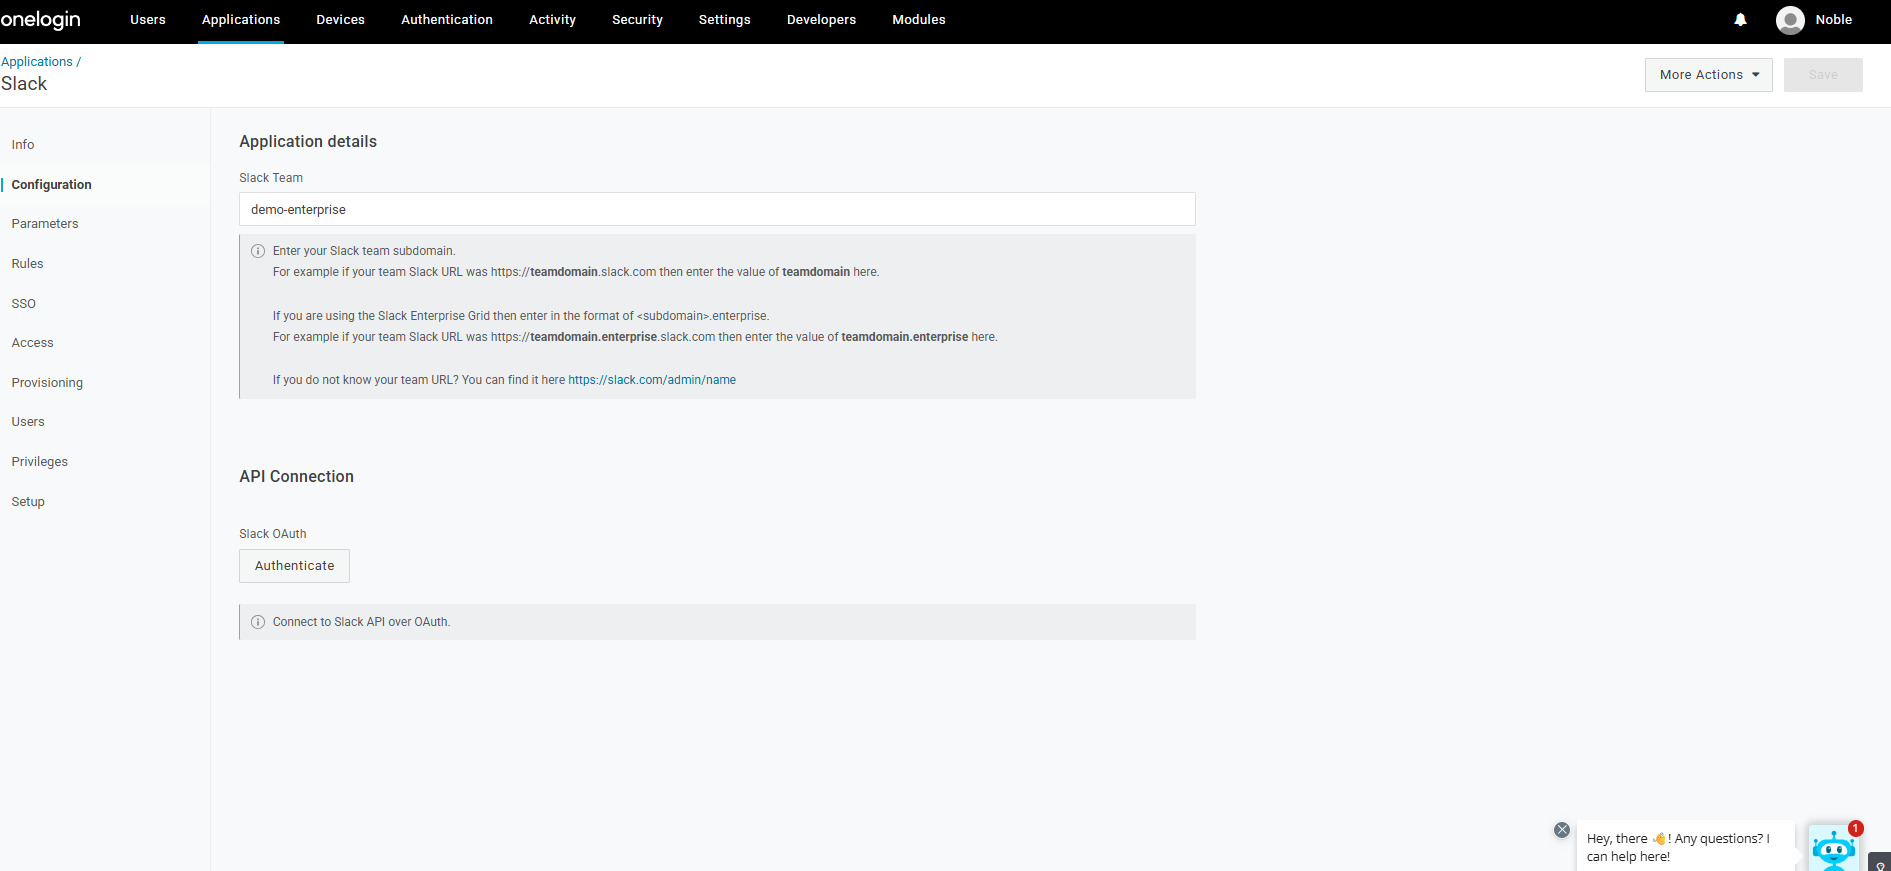 onelogin
Users
Applications
Devices
Authentication
Activity
Security
Settings
Developers
Modules
Noble
Applications /
Slack
More Actions
Save
Info
Configuration
Parameters
Rules
SSO
Access
Provisioning
Users
Privileges
Setup
Application details
Slack Team
demo-enterprise
Enter your Slack team subdomain.
For example if your team Slack URL was https://teamdomain.slack.com then enter the value of teamdomain here.
If you are using the Slack Enterprise Grid then enter in the format of <subdomain>.enterprise.
For example if your team Slack URL was https://teamdomain.enterprise.slack.com then enter the value of teamdomain.enterprise here.
If you do not know your team URL? You can find it here https://slack.com/admin/name
API Connection
Slack OAuth
Authenticate
Connect to Slack API over OAuth.
Hey, there 👋! Any questions? I
can help here!
1